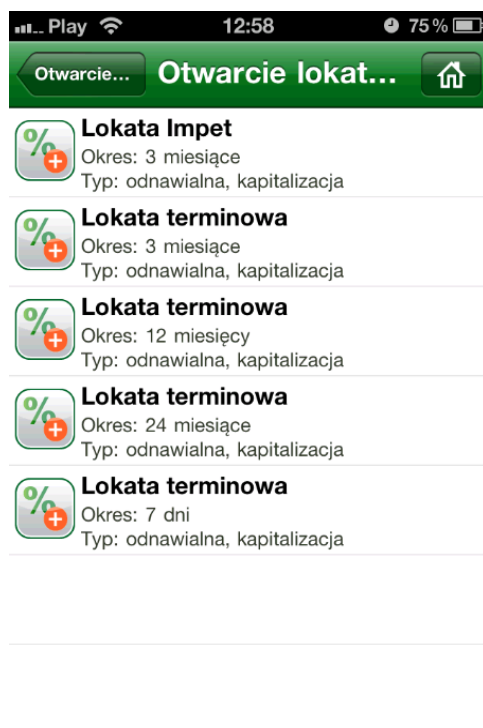 Play 12:58 75%
Otwarcie... Otwarcie lokat...
Lokata Impet
Okres: 3 miesiące
Typ: odnawialna, kapitalizacja
Lokata terminowa
Okres: 3 miesiące
Typ: odnawialna, kapitalizacja
Lokata terminowa
Okres: 12 miesięcy
Typ: odnawialna, kapitalizacja
Lokata terminowa
Okres: 24 miesiące
Typ: odnawialna, kapitalizacja
Lokata terminowa
Okres: 7 dni
Typ: odnawialna, kapitalizacja